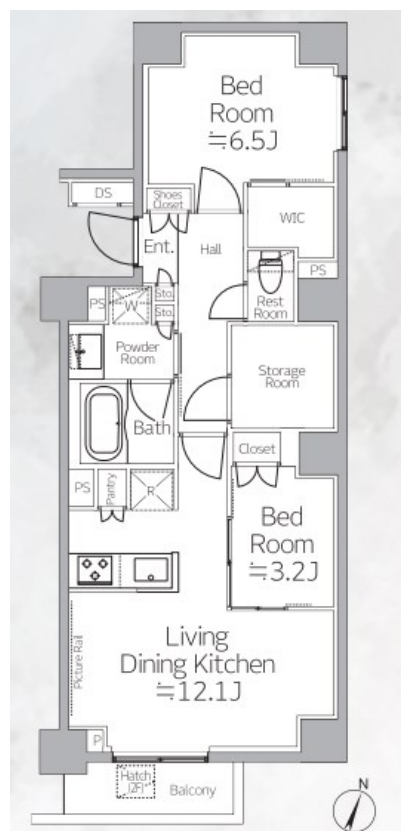 Bed
Room
≒6.5J
DS
Shoes
Closet
WIC
Ent.
Hall
PS
Rest
Room
PS
W
Sto.
Sto.
Powder
Room
Storage
Room
Bath
Closet
PS
Pantry
R
Bed
Room
≒3.2J
Living
Dining Kitchen
≒12.1J
Picture Rail
P
Hatch
(2F)
Balcony
N